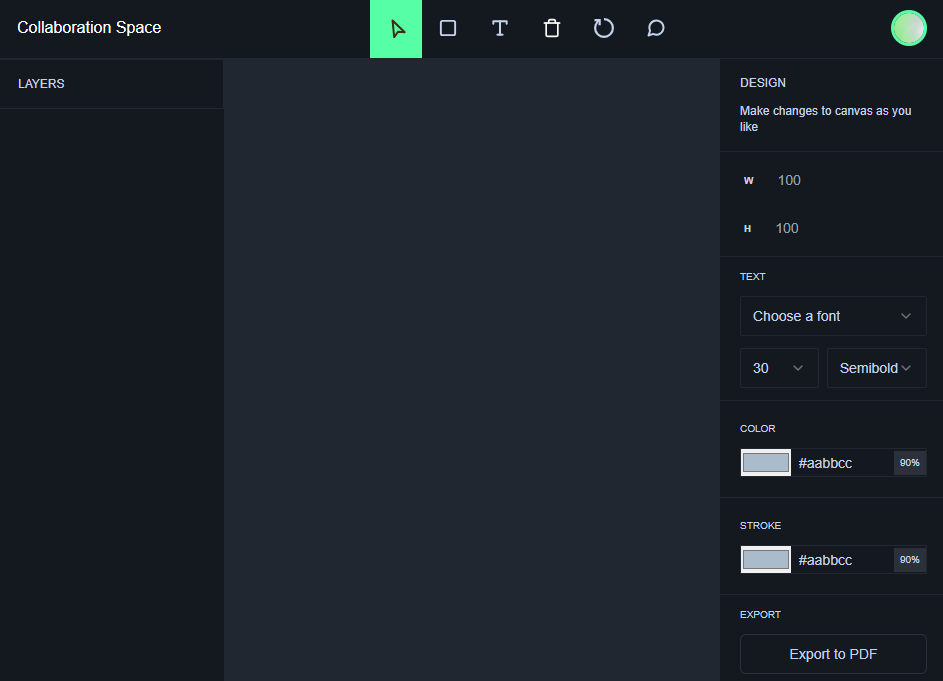 Collaboration Space
LAYERS
DESIGN
Make changes to canvas as you
like
W 100
H 100
TEXT
Choose a font
30 Semibold
COLOR
#aabbcc 90%
STROKE
#aabbcc 90%
EXPORT
Export to PDF